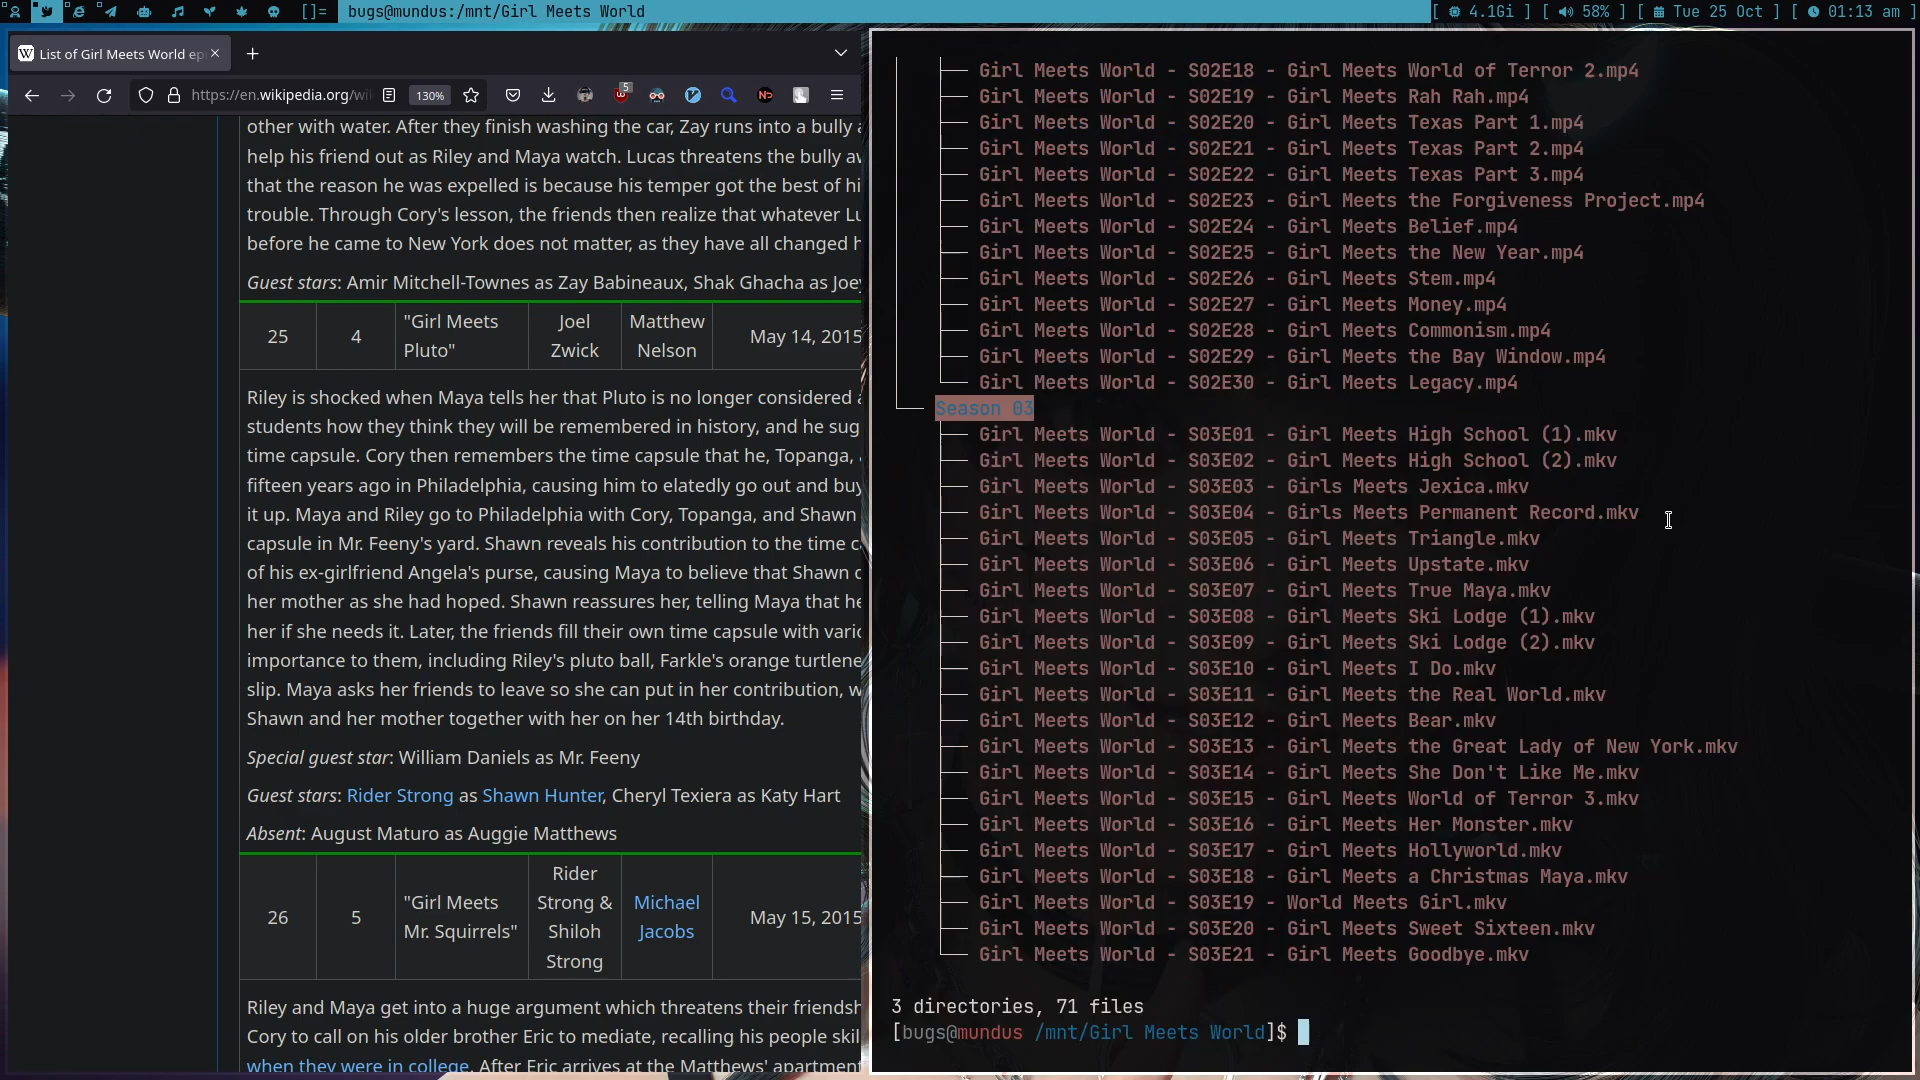 []= bugs@mundus:/mnt/Girl Meets World [ 4.1Gi ] [ 58% ] [ Tue 25 Oct ] [ 01:13 am ]
W List of Girl Meets World ep
https://en.wikipedia.org/wi 130% 5
other with water. After they finish washing the car, Zay runs into a bully a
help his friend out as Riley and Maya watch. Lucas threatens the bully a
that the reason he was expelled is because his temper got the best of hi
trouble. Through Cory's lesson, the friends then realize that whatever Lu
before he came to New York does not matter, as they have all changed h
Guest stars: Amir Mitchell-Townes as Zay Babineaux, Shak Ghacha as Joey
25 4 "Girl Meets Pluto" Joel Zwick Matthew Nelson May 14, 2015
Riley is shocked when Maya tells her that Pluto is no longer considered a
students how they think they will be remembered in history, and he sug
time capsule. Cory then remembers the time capsule that he, Topanga,
fifteen years ago in Philadelphia, causing him to elatedly go out and buy
it up. Maya and Riley go to Philadelphia with Cory, Topanga, and Shawn
capsule in Mr. Feeny's yard. Shawn reveals his contribution to the time c
of his ex-girlfriend Angela's purse, causing Maya to believe that Shawn
her mother as she had hoped. Shawn reassures her, telling Maya that he
her if she needs it. Later, the friends fill their own time capsule with vari
importance to them, including Riley's pluto ball, Farkle's orange turtlene
slip. Maya asks her friends to leave so she can put in her contribution, w
Shawn and her mother together with her on her 14th birthday.
Special guest star: William Daniels as Mr. Feeny
Guest stars: Rider Strong as Shawn Hunter, Cheryl Texiera as Katy Hart
Absent: August Maturo as Auggie Matthews
26 5 "Girl Meets Mr. Squirrels" Rider Strong & Shiloh Strong Michael Jacobs May 15, 2015
Riley and Maya get into a huge argument which threatens their friendsh
Cory to call on his older brother Eric to mediate, recalling his people skil
when they were in college. After Eric arrives at the Matthews' apartment
Girl Meets World - S02E18 - Girl Meets World of Terror 2.mp4
Girl Meets World - S02E19 - Girl Meets Rah Rah.mp4
Girl Meets World - S02E20 - Girl Meets Texas Part 1.mp4
Girl Meets World - S02E21 - Girl Meets Texas Part 2.mp4
Girl Meets World - S02E22 - Girl Meets Texas Part 3.mp4
Girl Meets World - S02E23 - Girl Meets the Forgiveness Project.mp4
Girl Meets World - S02E24 - Girl Meets Belief.mp4
Girl Meets World - S02E25 - Girl Meets the New Year.mp4
Girl Meets World - S02E26 - Girl Meets Stem.mp4
Girl Meets World - S02E27 - Girl Meets Money.mp4
Girl Meets World - S02E28 - Girl Meets Commonism.mp4
Girl Meets World - S02E29 - Girl Meets the Bay Window.mp4
Girl Meets World - S02E30 - Girl Meets Legacy.mp4
Season 03
Girl Meets World - S03E01 - Girl Meets High School (1).mkv
Girl Meets World - S03E02 - Girl Meets High School (2).mkv
Girl Meets World - S03E03 - Girls Meets Jexica.mkv
Girl Meets World - S03E04 - Girls Meets Permanent Record.mkv
Girl Meets World - S03E05 - Girl Meets Triangle.mkv
Girl Meets World - S03E06 - Girl Meets Upstate.mkv
Girl Meets World - S03E07 - Girl Meets True Maya.mkv
Girl Meets World - S03E08 - Girl Meets Ski Lodge (1).mkv
Girl Meets World - S03E09 - Girl Meets Ski Lodge (2).mkv
Girl Meets World - S03E10 - Girl Meets I Do.mkv
Girl Meets World - S03E11 - Girl Meets the Real World.mkv
Girl Meets World - S03E12 - Girl Meets Bear.mkv
Girl Meets World - S03E13 - Girl Meets the Great Lady of New York.mkv
Girl Meets World - S03E14 - Girl Meets She Don't Like Me.mkv
Girl Meets World - S03E15 - Girl Meets World of Terror 3.mkv
Girl Meets World - S03E16 - Girl Meets Her Monster.mkv
Girl Meets World - S03E17 - Girl Meets Hollyworld.mkv
Girl Meets World - S03E18 - Girl Meets a Christmas Maya.mkv
Girl Meets World - S03E19 - World Meets Girl.mkv
Girl Meets World - S03E20 - Girl Meets Sweet Sixteen.mkv
Girl Meets World - S03E21 - Girl Meets Goodbye.mkv
3 directories, 71 files
[bugs@mundus /mnt/Girl Meets World]$